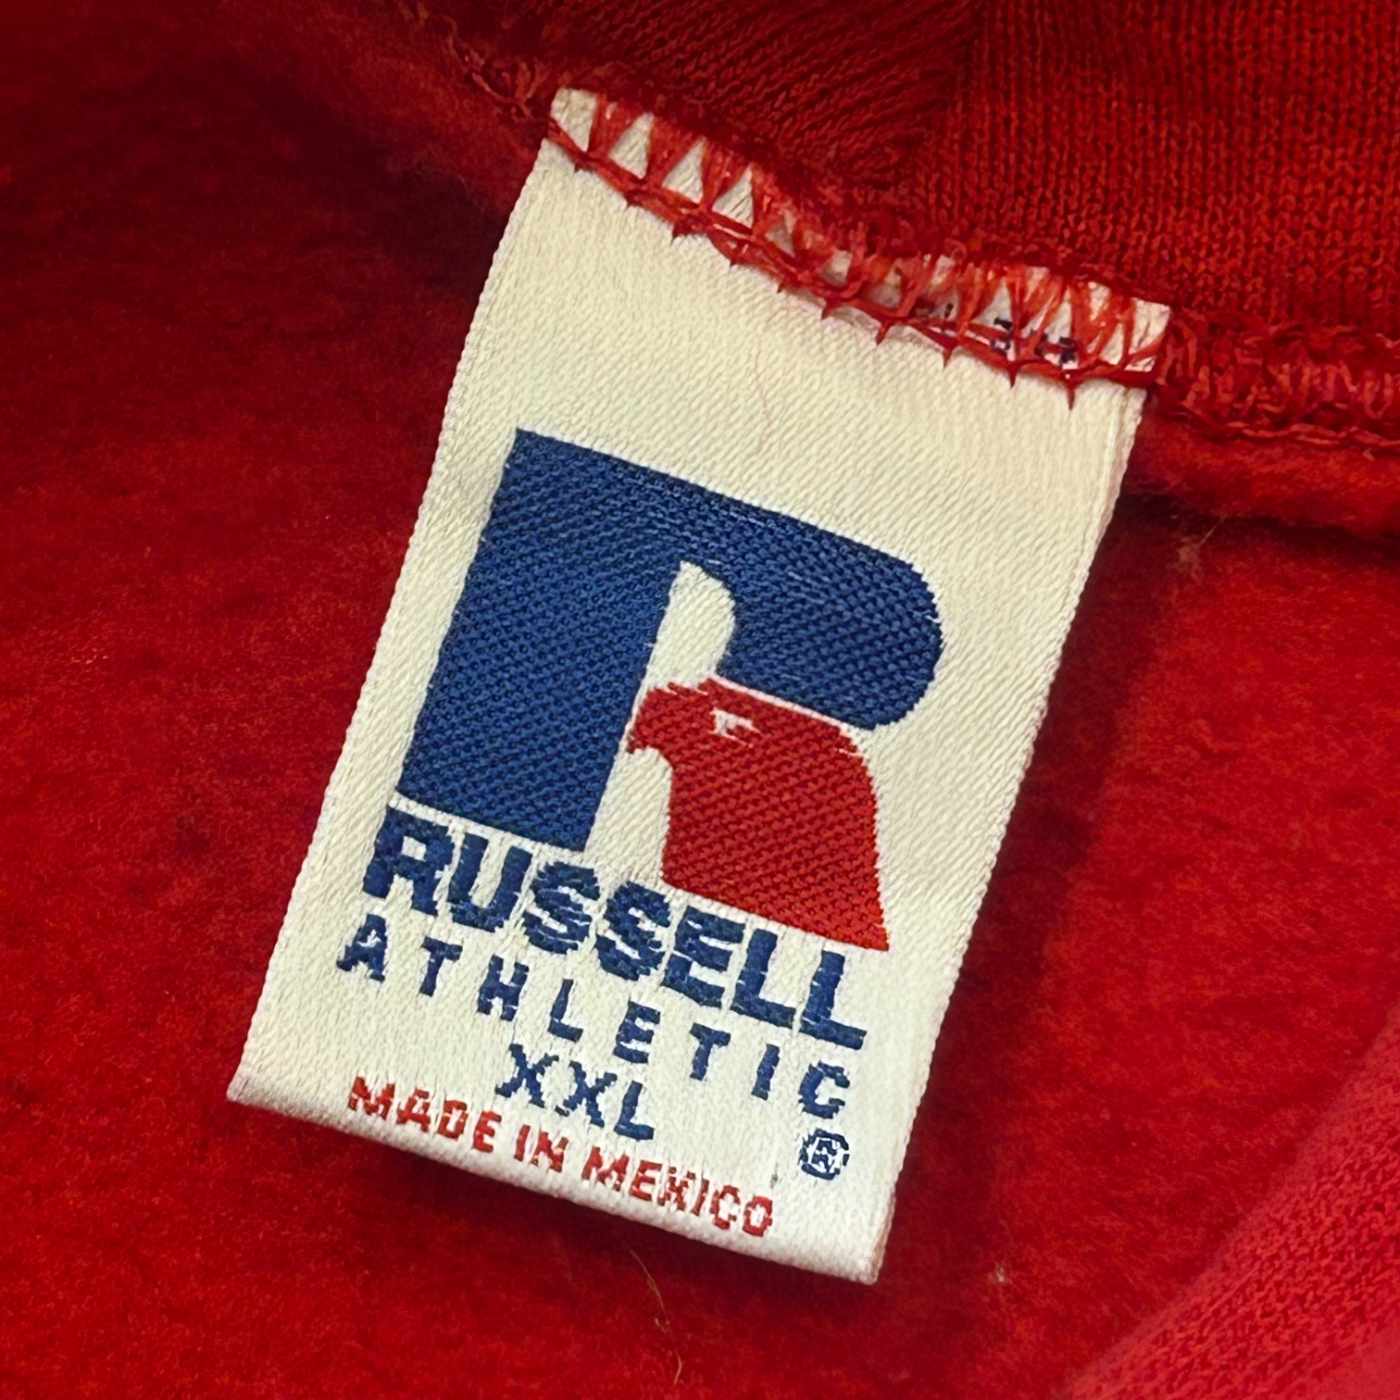 RUSSELL
ATHLETIC
XXL
®
MADE IN MEXICO